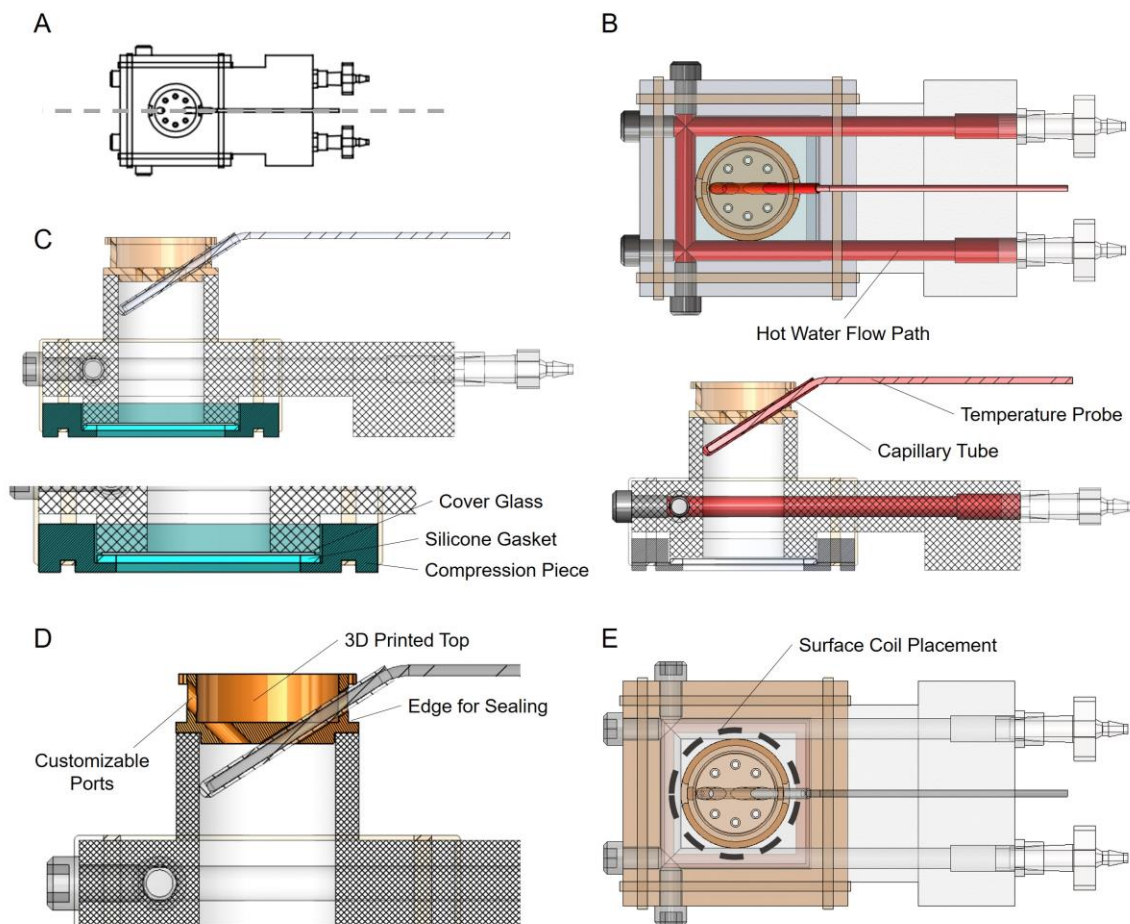 A
B
Hot Water Flow Path
Temperature Probe
Capillary Tube
C
Cover Glass
Silicone Gasket
Compression Piece
D
3D Printed Top
Edge for Sealing
Customizable
Ports
E
Surface Coil Placement